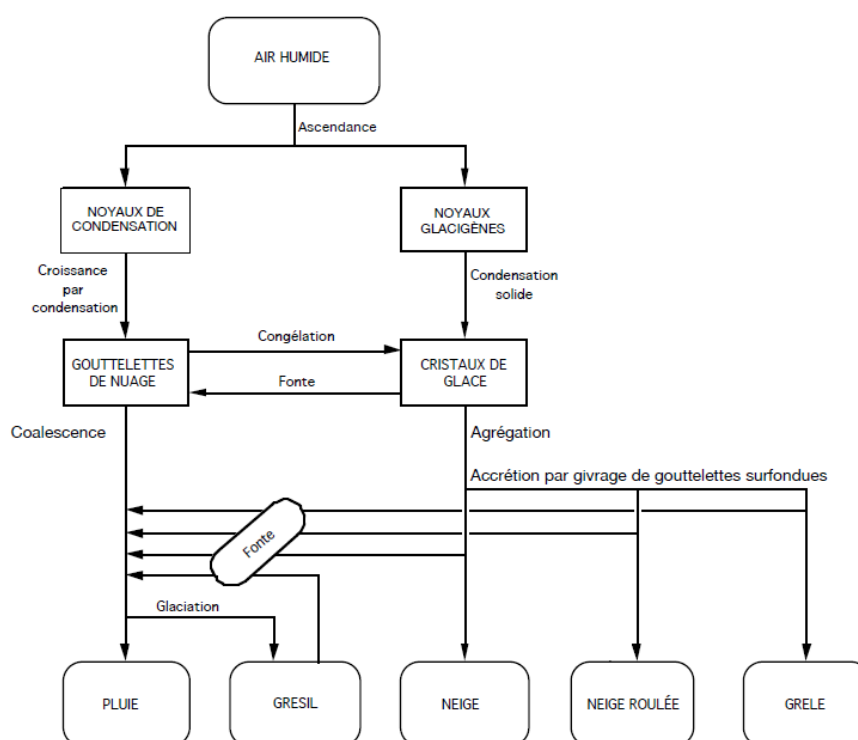 AIR HUMIDE
Ascendance
NOYAUX DE
CONDENSATION
NOYAUX
GLACIGÈNES
Croissance
par
condensation
Condensation
solide
Congélation
GOUTTELETTES
DE NUAGE
CRISTAUX DE
GLACE
Fonte
Coalescence
Agrégation
Accrétion par givrage de gouttelettes surfondues
Fonte
Glaciation
PLUIE
GRESIL
NEIGE
NEIGE ROULÉE
GRELE